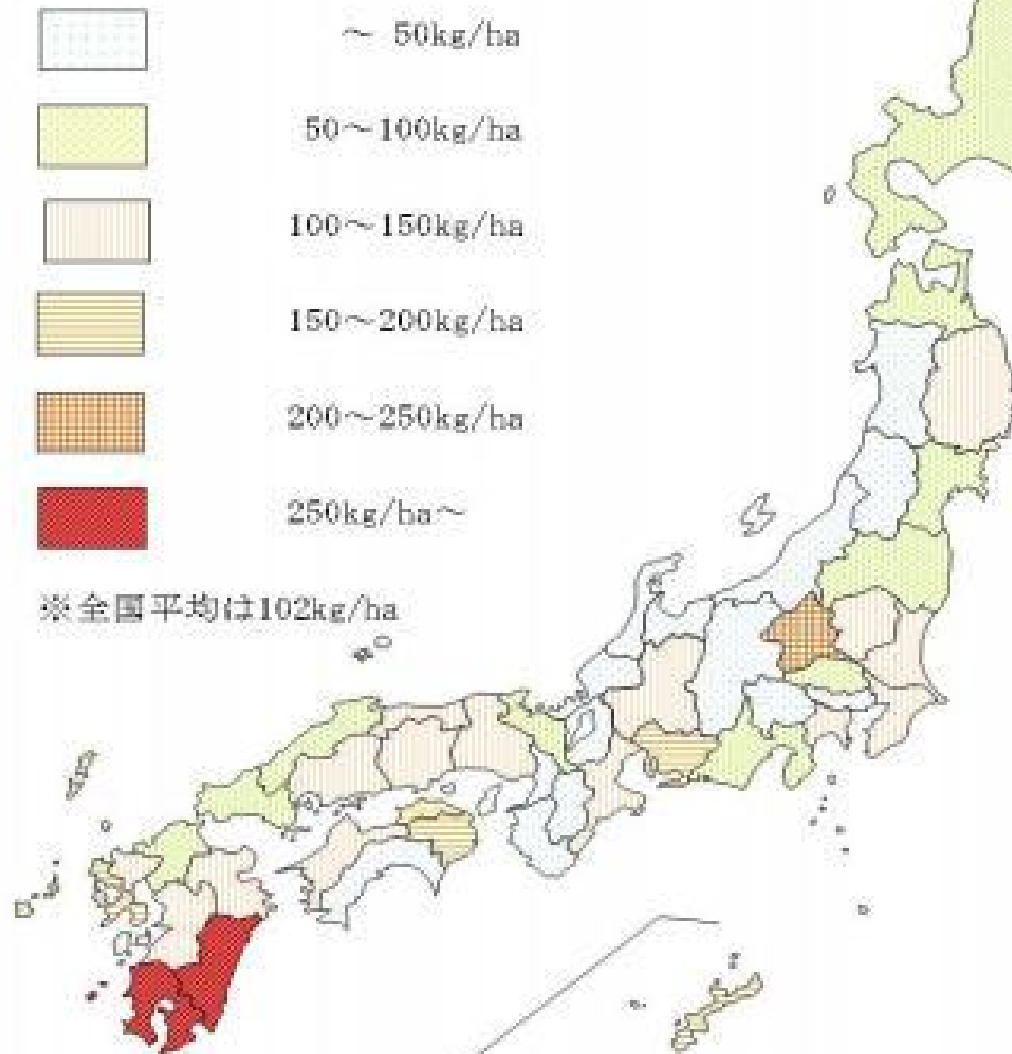 ～ 50kg/ha
50～100kg/ha
100～150kg/ha
150～200kg/ha
200～250kg/ha
250kg/ha～
※全国平均は102kg/ha